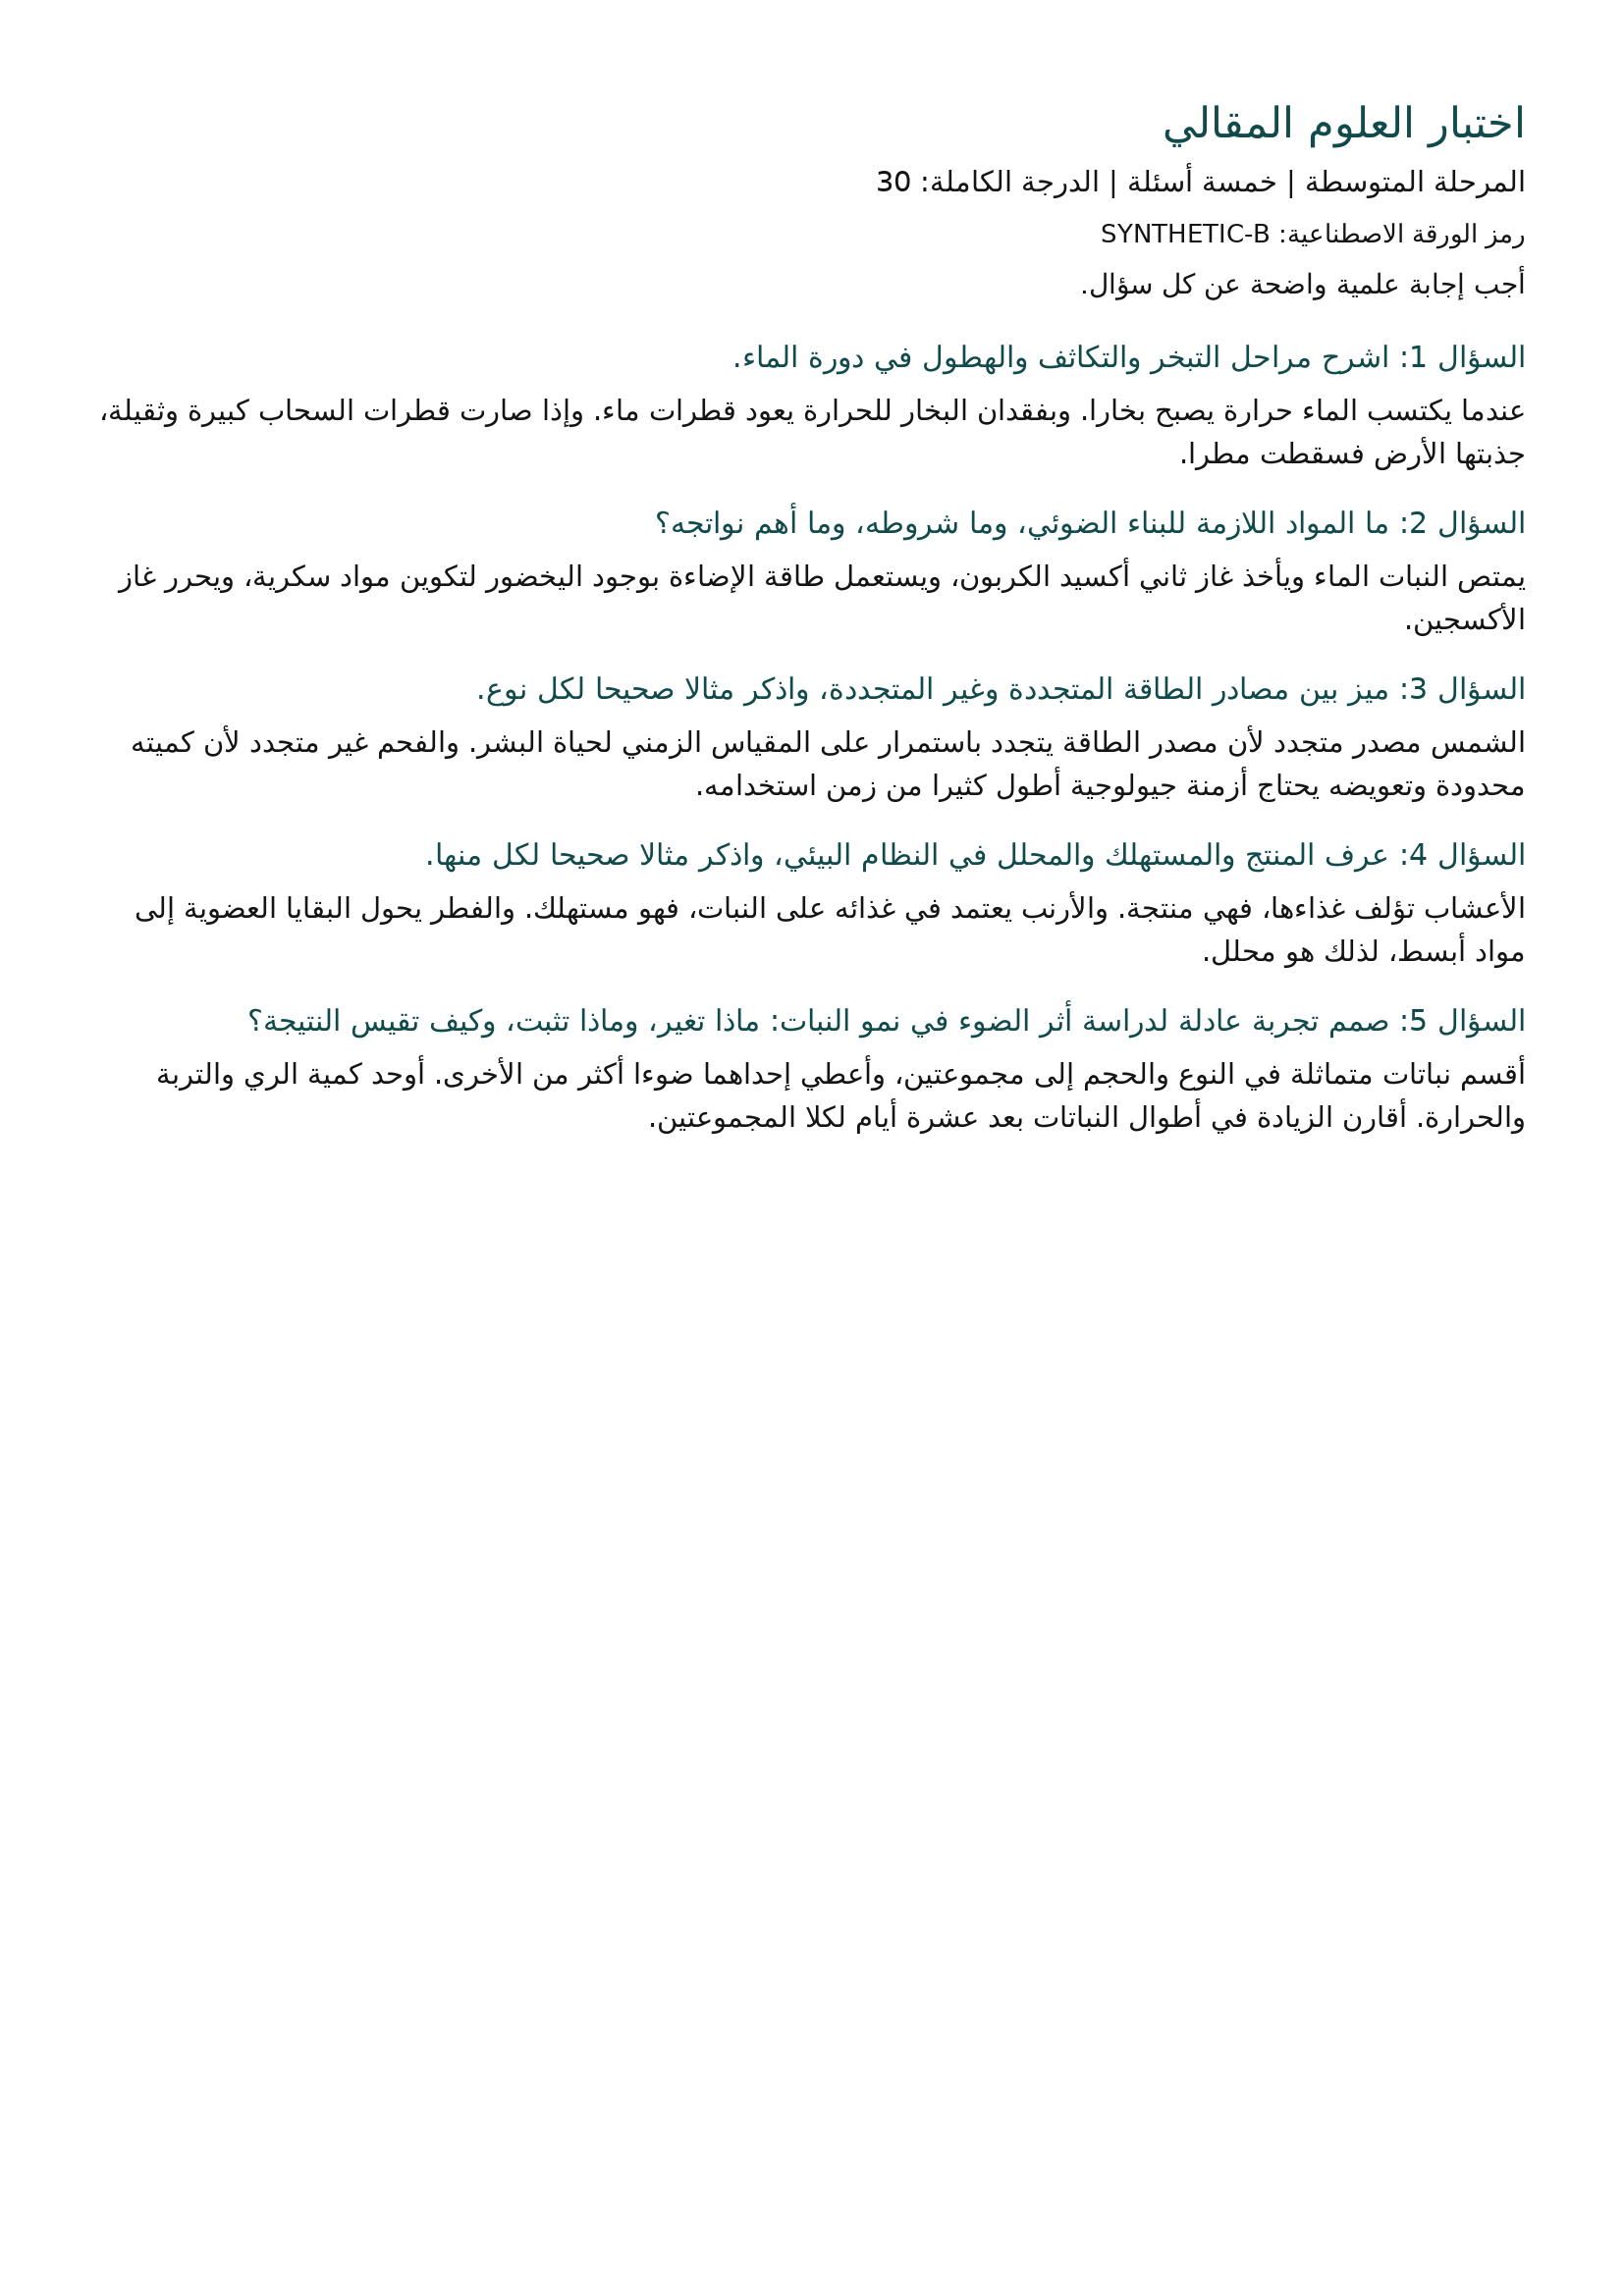 اختبار العلوم المقالي
المرحلة المتوسطة | خمسة أسئلة | الدرجة الكاملة: 30
رمز الورقة الاصطناعية: SYNTHETIC-B
أجب إجابة علمية واضحة عن كل سؤال.
السؤال 1: اشرح مراحل التبخر والتكاثف والهطول في دورة الماء.
عندما يكتسب الماء حرارة يصبح بخارا. وبفقدان البخار للحرارة يعود قطرات ماء. وإذا صارت قطرات السحاب كبيرة وثقيلة،
جذبتها الأرض فسقطت مطرا.
السؤال 2: ما المواد اللازمة للبناء الضوئي، وما شروطه، وما أهم نواتجه؟
يمتص النبات الماء ويأخذ غاز ثاني أكسيد الكربون، ويستعمل طاقة الإضاءة بوجود اليخضور لتكوين مواد سكرية، ويحرر غاز
الأكسجين.
السؤال 3: ميز بين مصادر الطاقة المتجددة وغير المتجددة، واذكر مثالا صحيحا لكل نوع.
الشمس مصدر متجدد لأن مصدر الطاقة يتجدد باستمرار على المقياس الزمني لحياة البشر. والفحم غير متجدد لأن كميته
محدودة وتعويضه يحتاج أزمنة جيولوجية أطول كثيرا من زمن استخدامه.
السؤال 4: عرف المنتج والمستهلك والمحلل في النظام البيئي، واذكر مثالا صحيحا لكل منها.
الأعشاب تؤلف غذاءها، فهي منتجة. والأرنب يعتمد في غذائه على النبات، فهو مستهلك. والفطر يحول البقايا العضوية إلى
مواد أبسط، لذلك هو محلل.
السؤال 5: صمم تجربة عادلة لدراسة أثر الضوء في نمو النبات: ماذا تغير، وماذا تثبت، وكيف تقيس النتيجة؟
أقسم نباتات متماثلة في النوع والحجم إلى مجموعتين، وأعطي إحداهما ضوءا أكثر من الأخرى. أوحد كمية الري والتربة
والحرارة. أقارن الزيادة في أطوال النباتات بعد عشرة أيام لكلا المجموعتين.